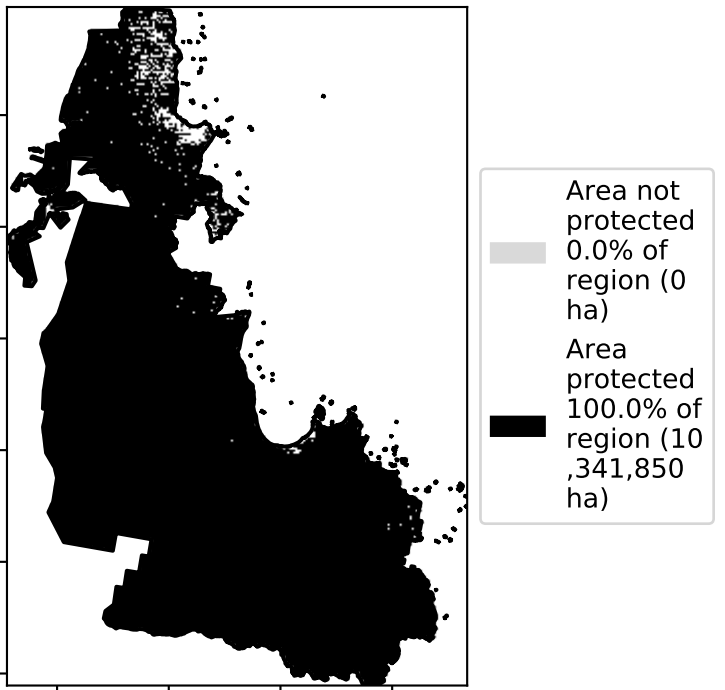 Area not
protected
0.0% of
region (0
ha)
Area
protected
100.0% of
region (10
,341,850
ha)